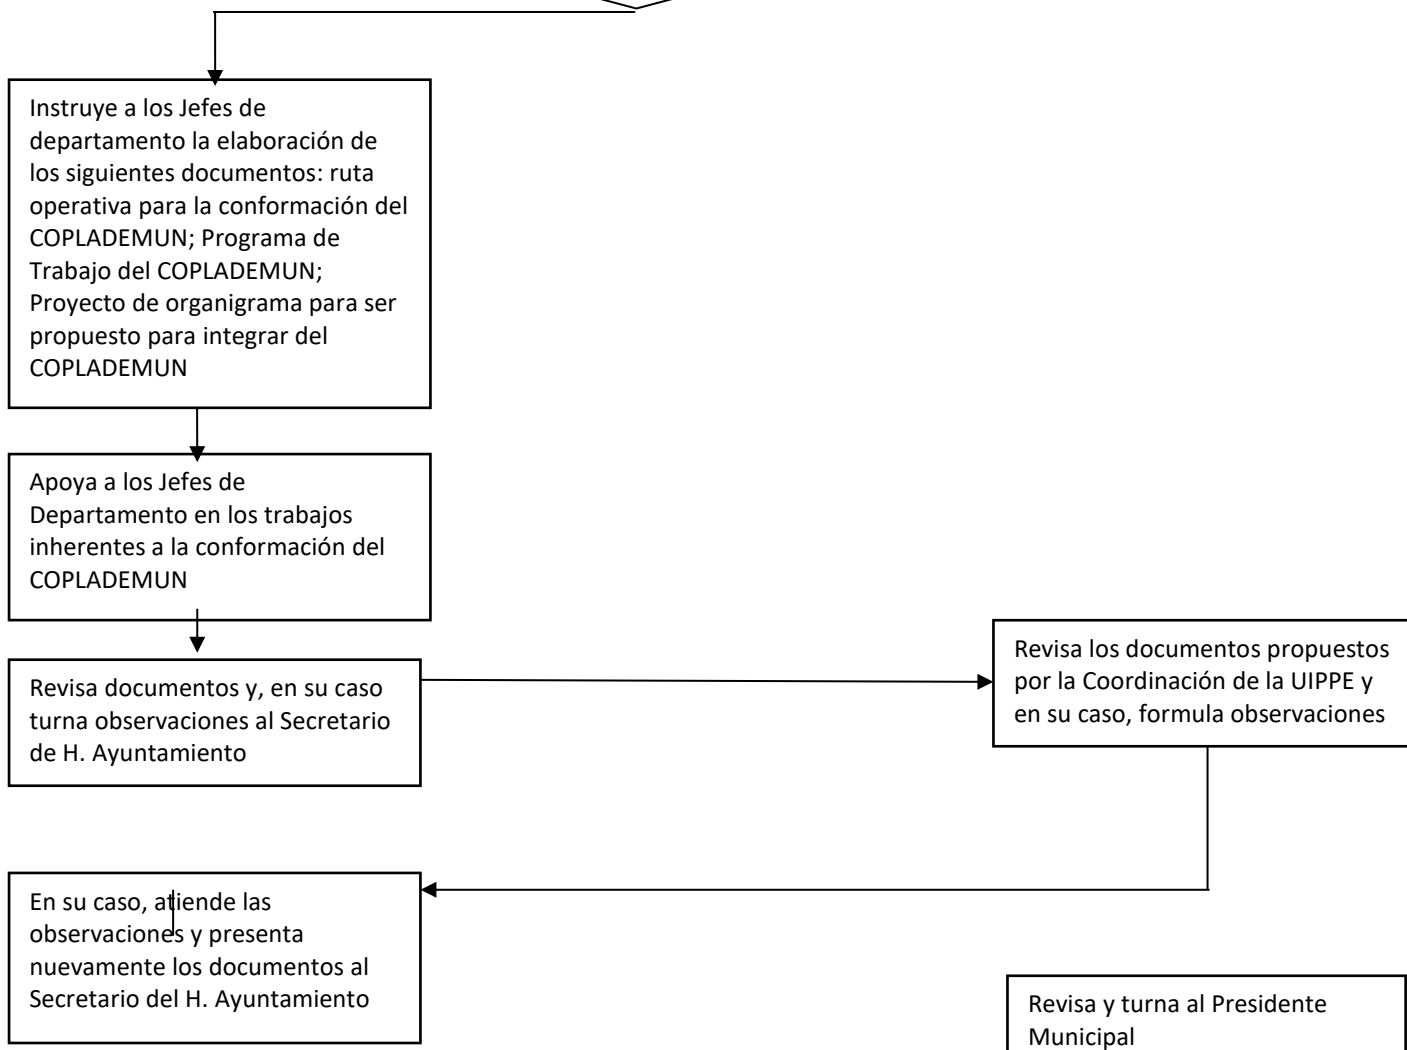 Instruye a los Jefes de
departamento la elaboración de
los siguientes documentos: ruta
operativa para la conformación del
COPLADEMUN; Programa de
Trabajo del COPLADEMUN;
Proyecto de organigrama para ser
propuesto para integrar del
COPLADEMUN
Apoya a los Jefes de
Departamento en los trabajos
inherentes a la conformación del
COPLADEMUN
Revisa documentos y, en su caso
turna observaciones al Secretario
de H. Ayuntamiento
Revisa los documentos propuestos
por la Coordinación de la UIPPE y
en su caso, formula observaciones
En su caso, atiende las
observaciones y presenta
nuevamente los documentos al
Secretario del H. Ayuntamiento
Revisa y turna al Presidente
Municipal